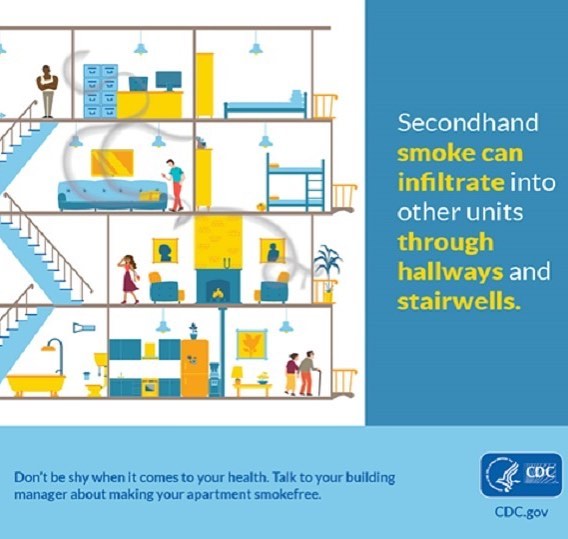 Secondhand
smoke can
infiltrate into
other units
through
hallways and
stairwells.
Don't be shy when it comes to your health. Talk to your building
manager about making your apartment smokefree.
CDC
CDC.gov